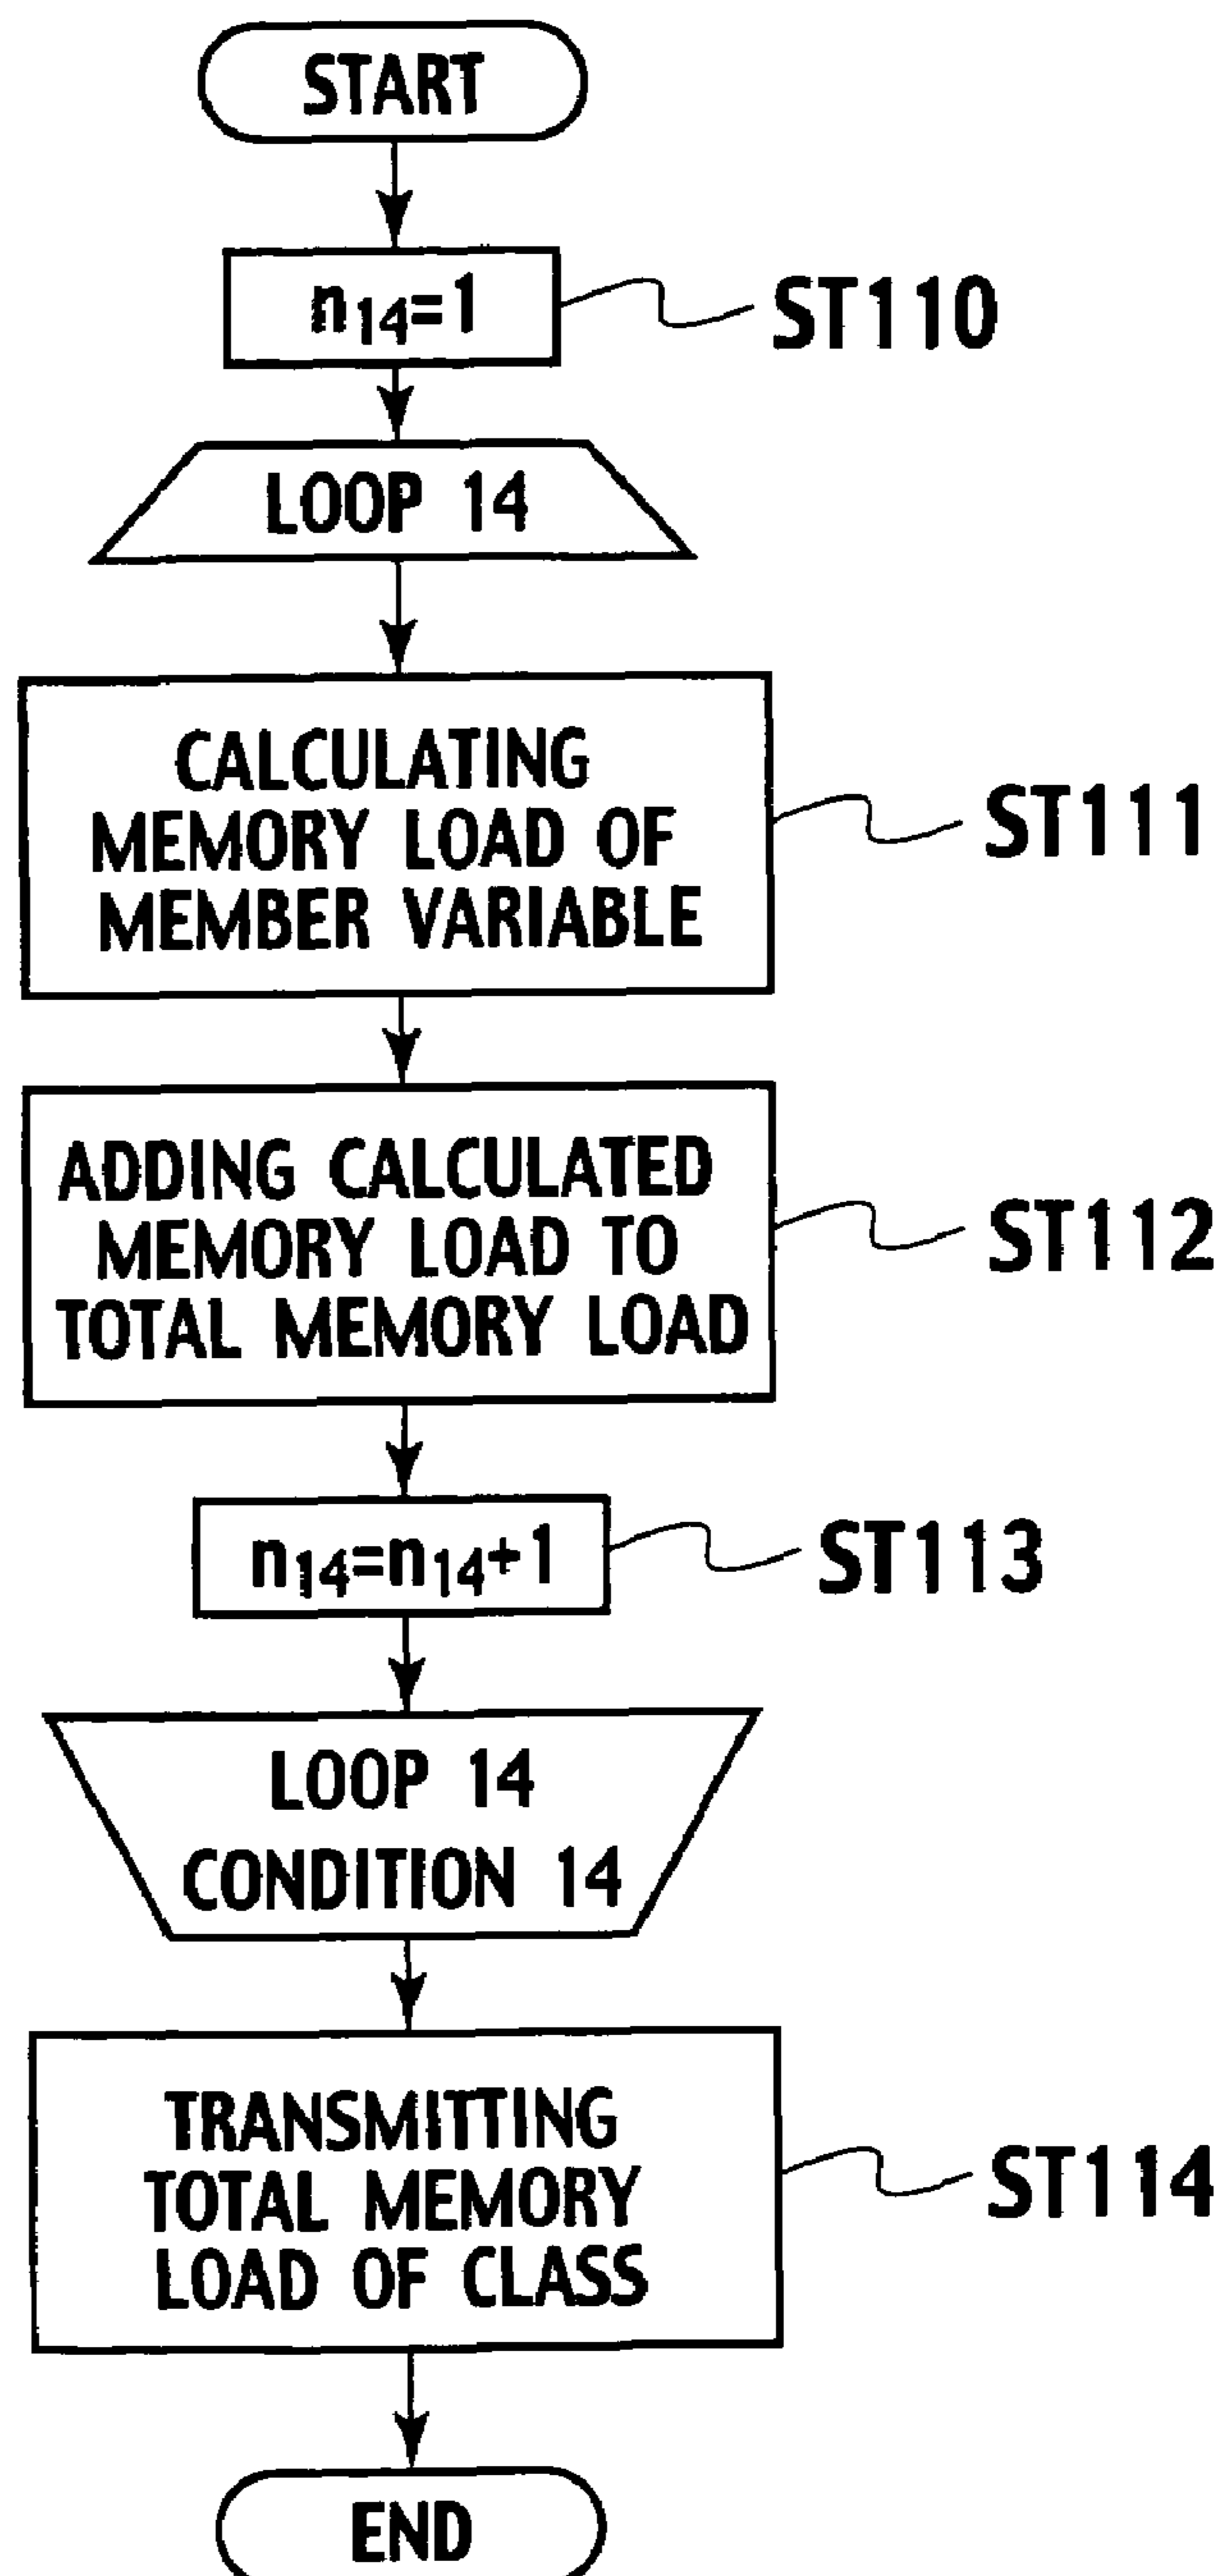 START
n₁₄=1
ST110
LOOP 14
CALCULATING
MEMORY LOAD OF
MEMBER VARIABLE
ST111
ADDING CALCULATED
MEMORY LOAD TO
TOTAL MEMORY LOAD
ST112
n₁₄=n₁₄+1
ST113
LOOP 14
CONDITION 14
TRANSMITTING
TOTAL MEMORY
LOAD OF CLASS
ST114
END